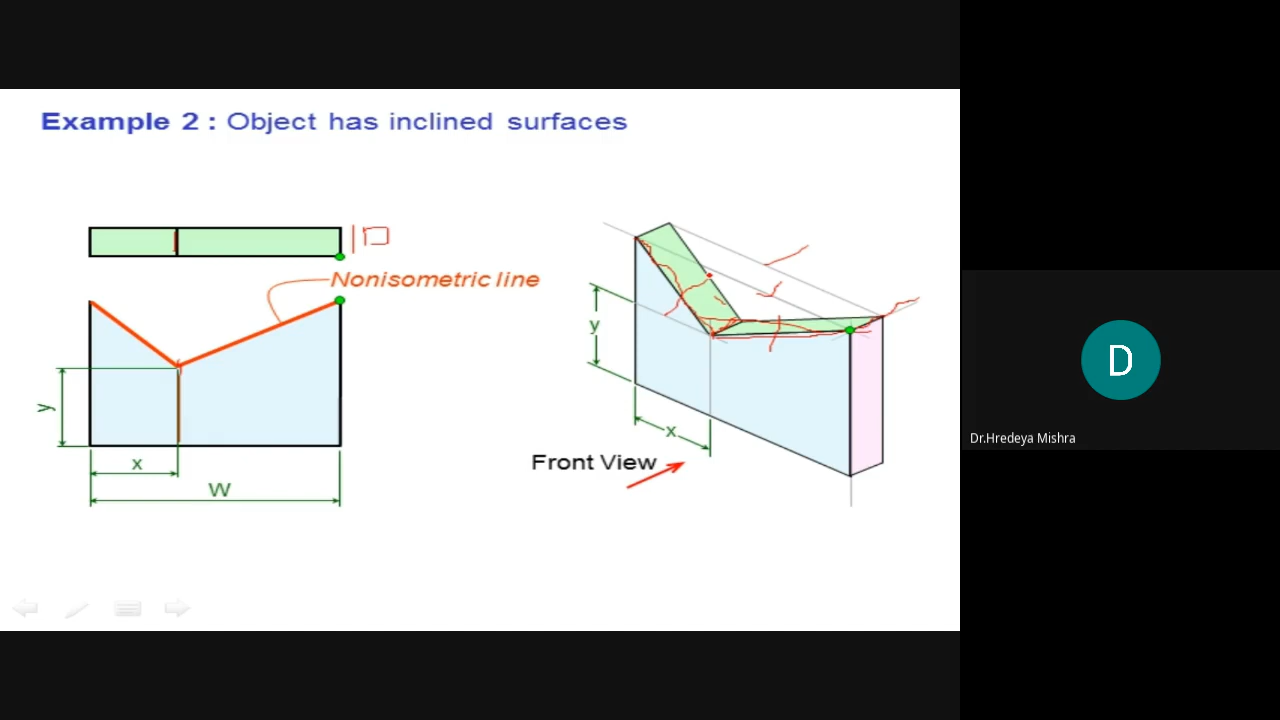 Example 2 : Object has inclined surfaces
D
Nonisometric line
y
x
W
y
x
Front View
D
Dr.Hredeya Mishra